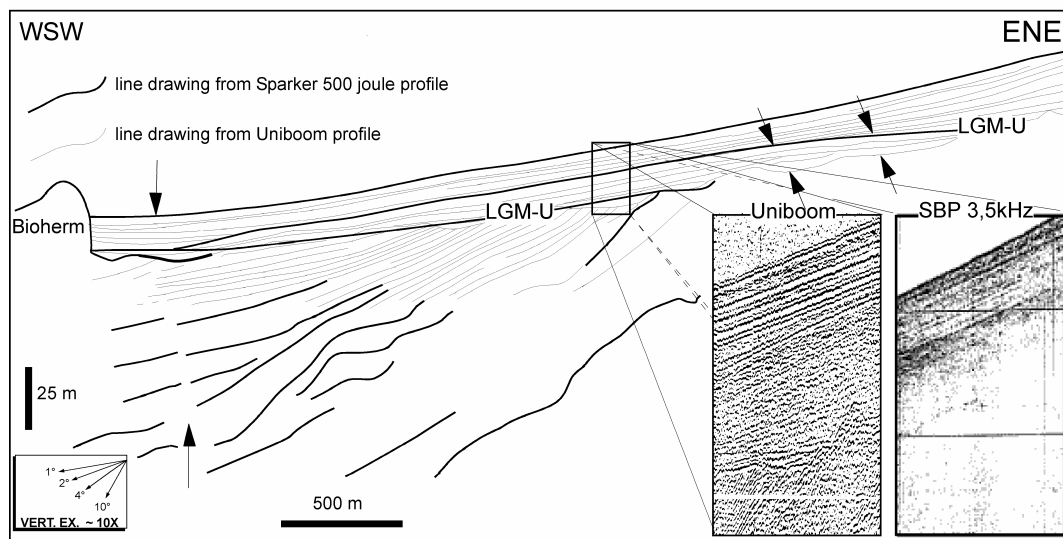 WSW
ENE
line drawing from Sparker 500 joule profile
line drawing from Uniboom profile
LGM-U
Bioherm
LGM-U
Uniboom
SBP 3,5kHz
25 m
1°
2°
4°
10°
VERT. EX. ~ 10X
500 m